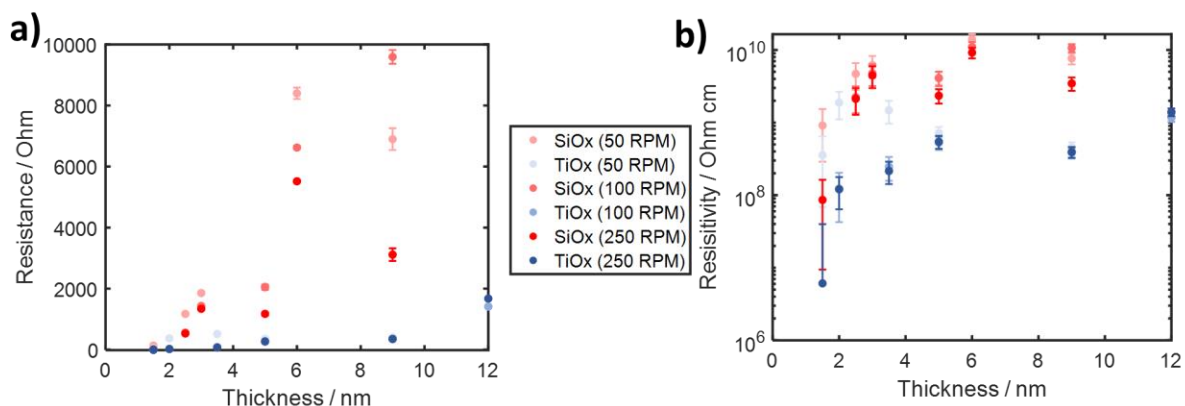 a)
10000
8000
6000
4000
2000
0
Resistance / Ohm
0 2 4 6 8 10 12
Thickness / nm
SiOx (50 RPM)
TiOx (50 RPM)
SiOx (100 RPM)
TiOx (100 RPM)
SiOx (250 RPM)
TiOx (250 RPM)
b)
10^10
10^8
10^6
Resisitivity / Ohm cm
0 2 4 6 8 10 12
Thickness / nm